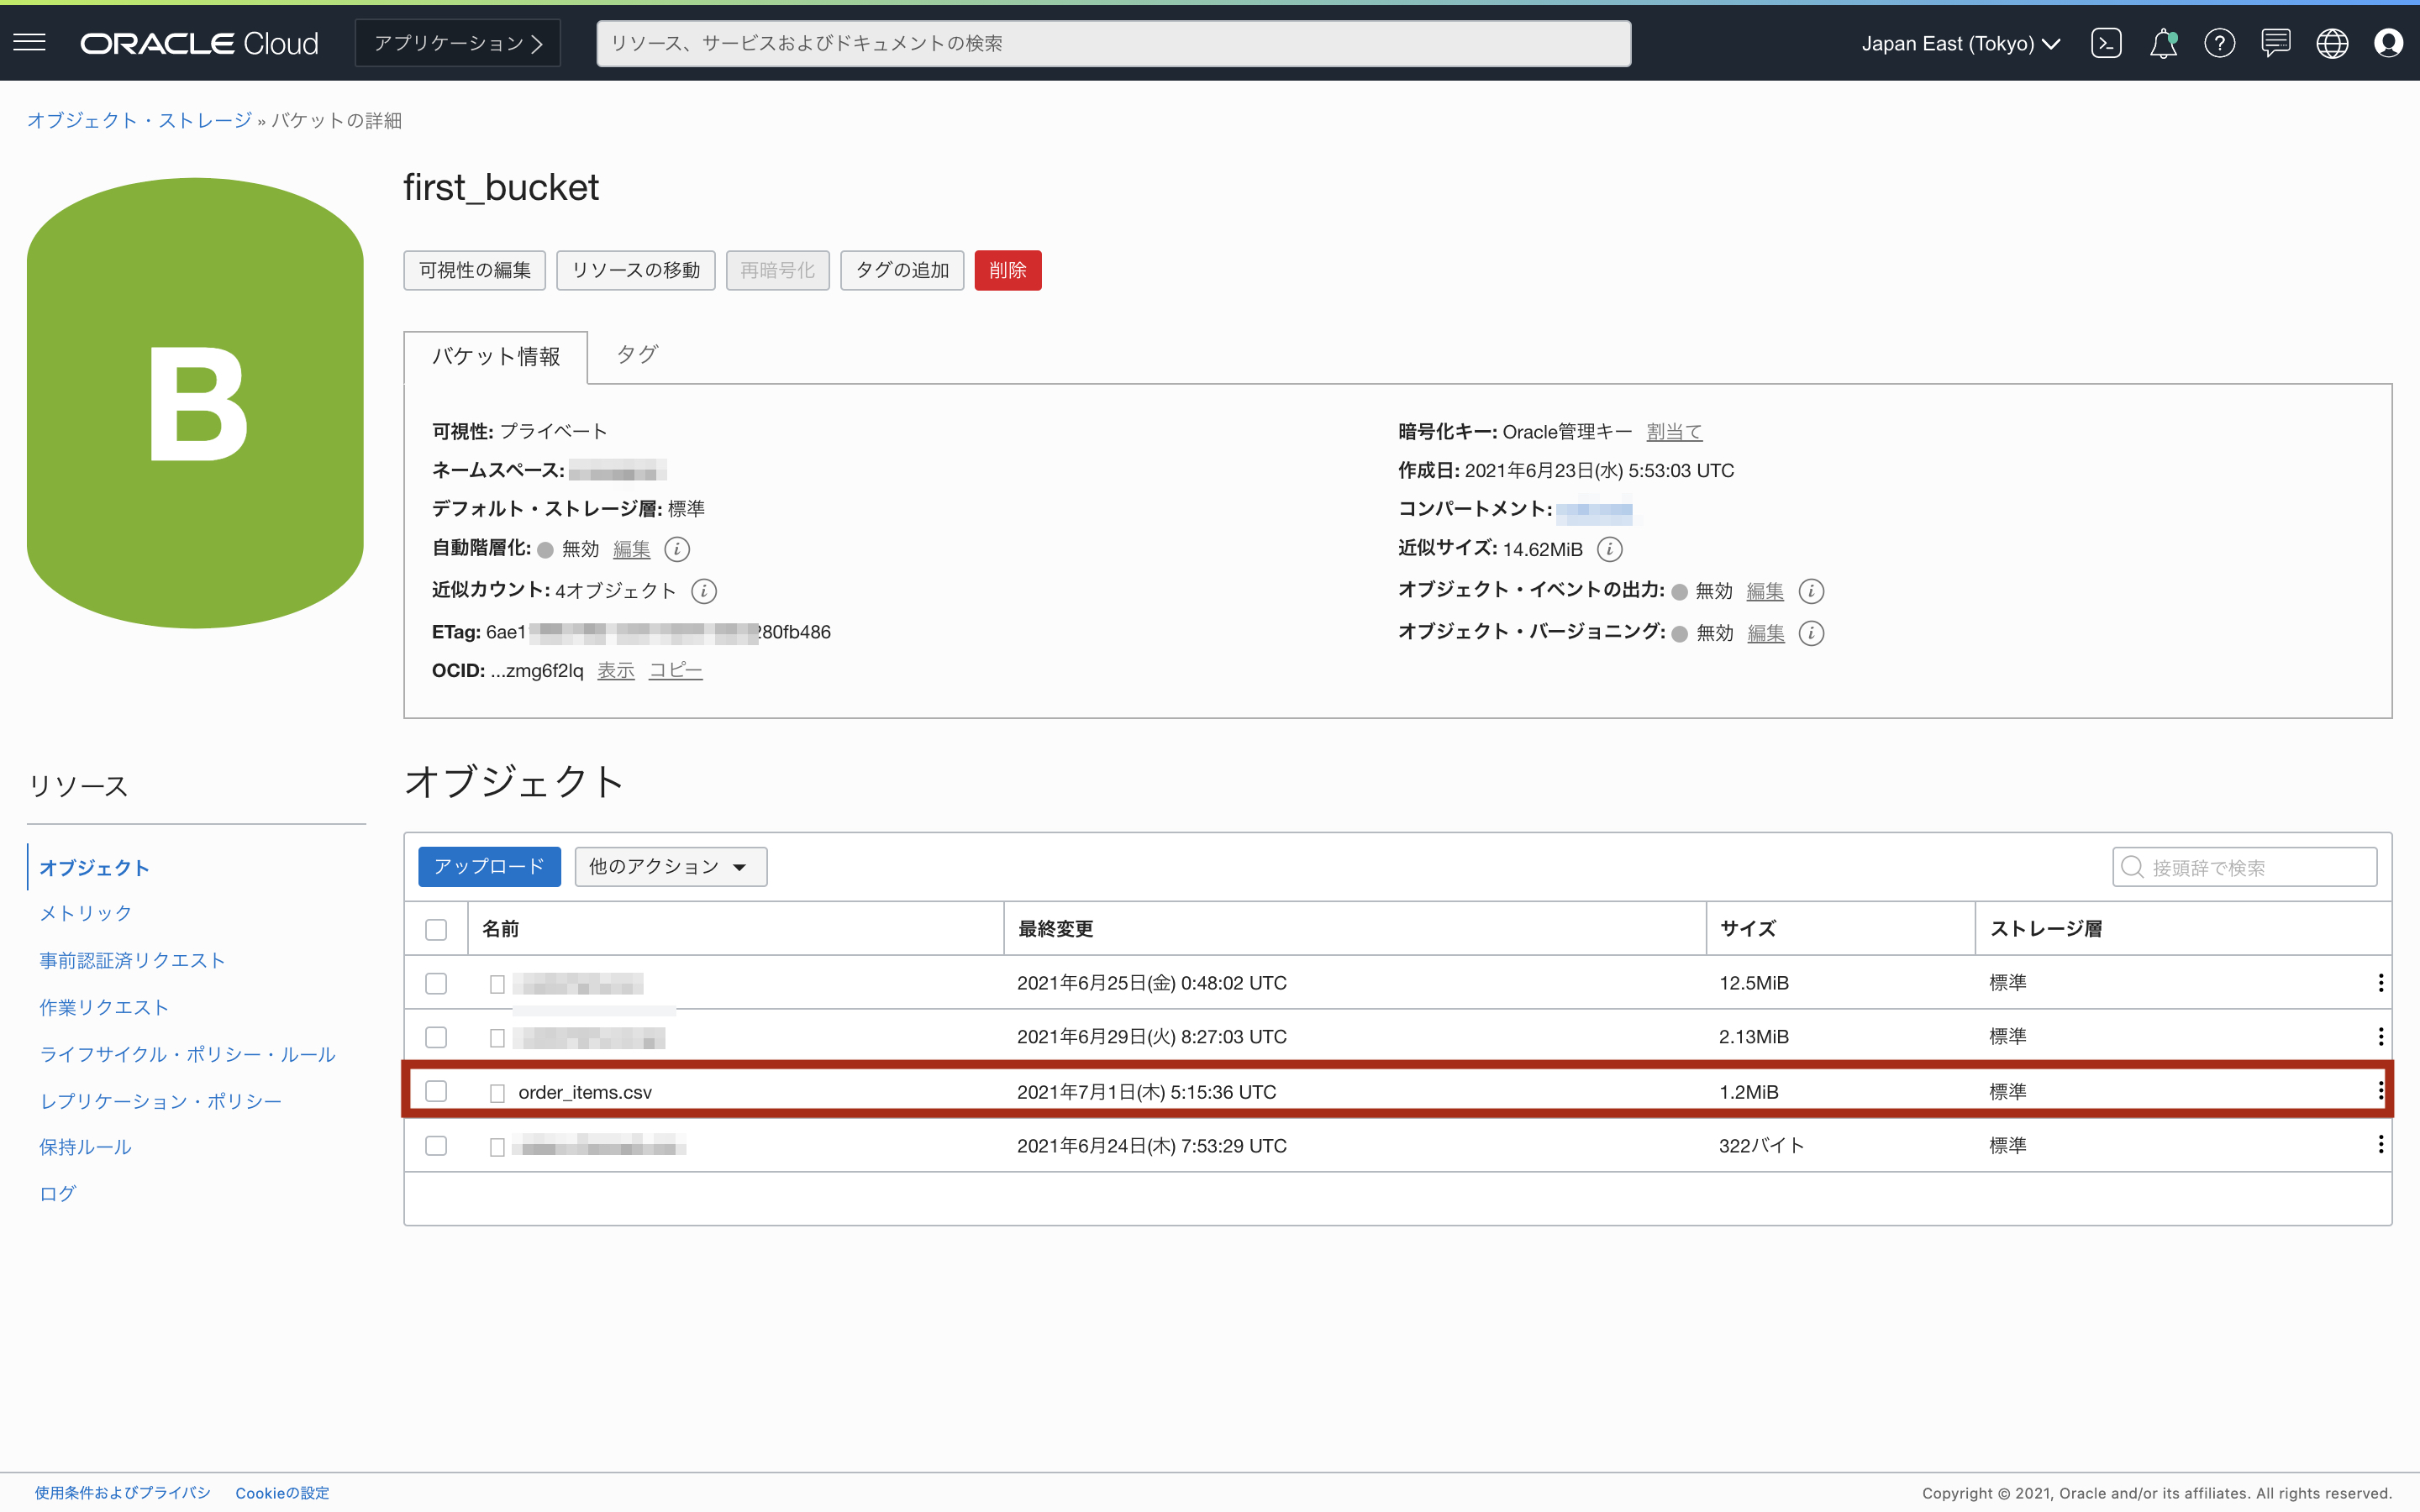 ORACLE Cloud アプリケーション リソース、サービスおよびドキュメントの検索 Japan East (Tokyo)
オブジェクト・ストレージ » バケットの詳細
B
first_bucket
可視性の編集 リソースの移動 再暗号化 タグの追加 削除
バケット情報 タグ
可視性: プライベート
ネームスペース:
デフォルト・ストレージ層: 標準
自動階層化: 無効 編集
近似カウント: 4オブジェクト
ETag: 6ae1 280fb486
OCID: ...zmg6f2lq 表示 コピー
暗号化キー: Oracle管理キー 割当て
作成日: 2021年6月23日(水) 5:53:03 UTC
コンパートメント:
近似サイズ: 14.62MiB
オブジェクト・イベントの出力: 無効 編集
オブジェクト・バージョニング: 無効 編集
リソース
オブジェクト
メトリック
事前認証済リクエスト
作業リクエスト
ライフサイクル・ポリシー・ルール
レプリケーション・ポリシー
保持ルール
ログ
オブジェクト
アップロード 他のアクション 接頭辞で検索
名前 最終変更 サイズ ストレージ層
2021年6月25日(金) 0:48:02 UTC 12.5MiB 標準
2021年6月29日(火) 8:27:03 UTC 2.13MiB 標準
order_items.csv 2021年7月1日(木) 5:15:36 UTC 1.2MiB 標準
2021年6月24日(木) 7:53:29 UTC 322バイト 標準
使用条件およびプライバシ Cookieの設定 Copyright © 2021, Oracle and/or its affiliates. All rights reserved.